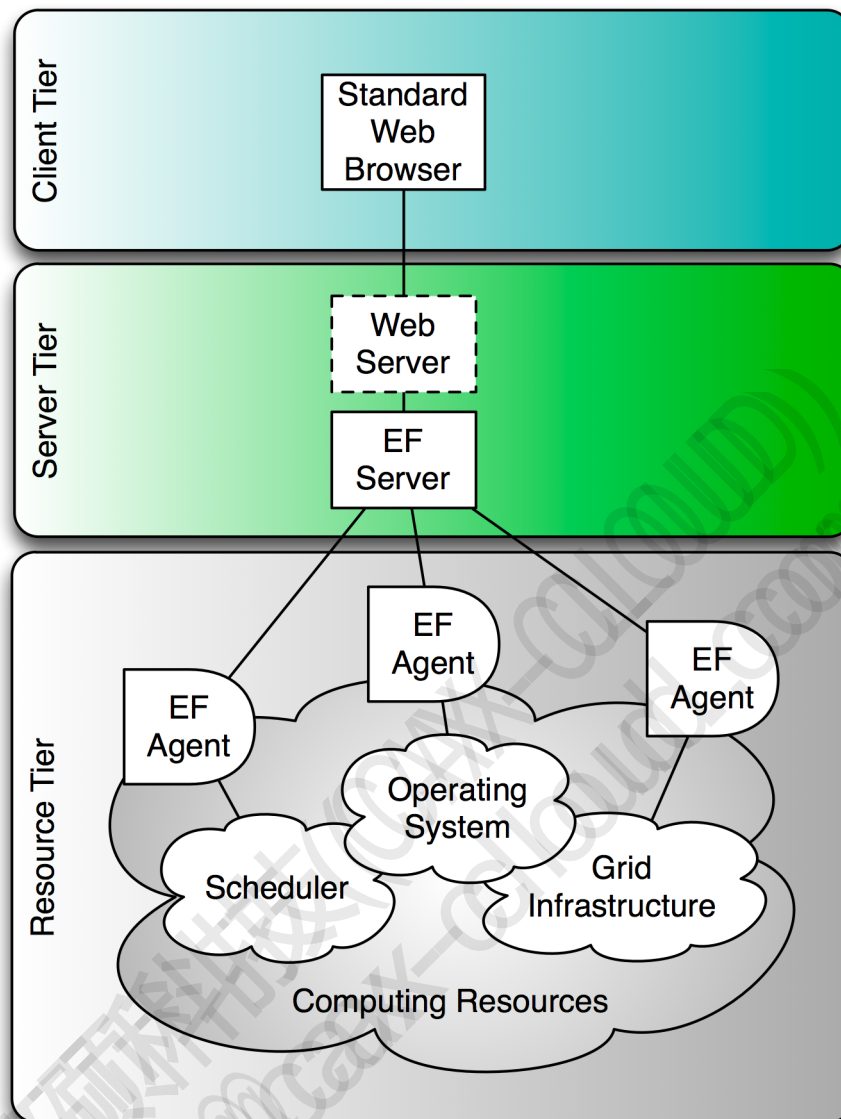 Client Tier
Standard
Web
Browser
Server Tier
Web
Server
EF
Server
Resource Tier
EF
Agent
EF
Agent
EF
Agent
Operating
System
Scheduler
Grid
Infrastructure
Computing Resources